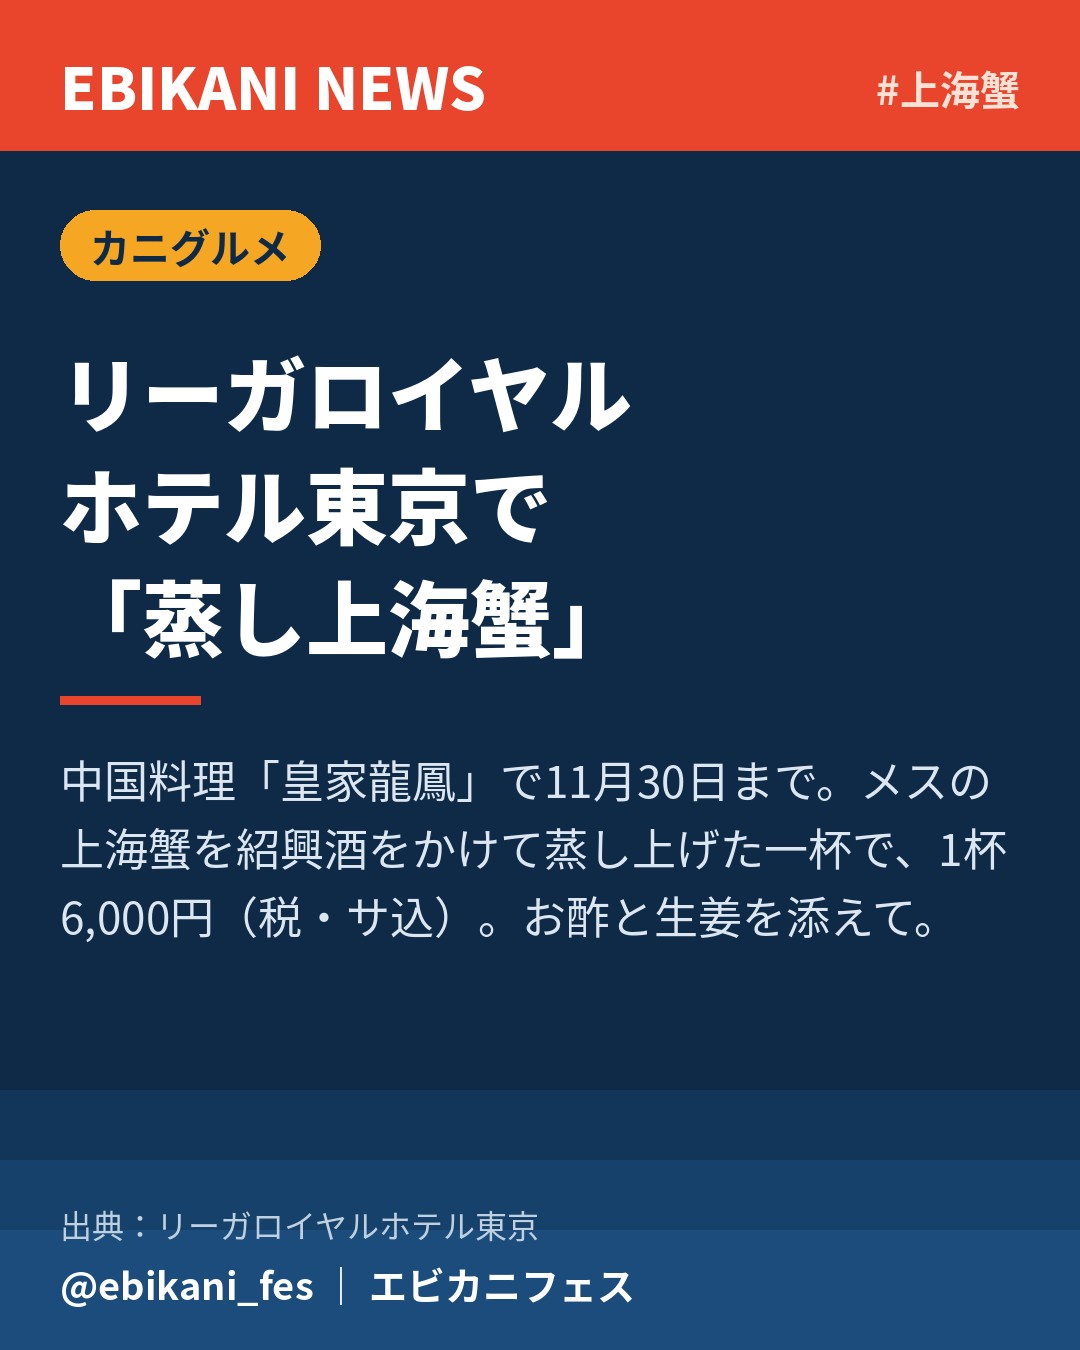 EBIKANI NEWS
#上海蟹
カニグルメ
リーガロイヤル
ホテル東京で
「蒸し上海蟹」
中国料理「皇家龍鳳」で11月30日まで。メスの
上海蟹を紹興酒をかけて蒸し上げた一杯で、1杯
6,000円（税・サ込）。お酢と生姜を添えて。
出典：リーガロイヤルホテル東京
@ebikani_fes ｜ エビカニフェス